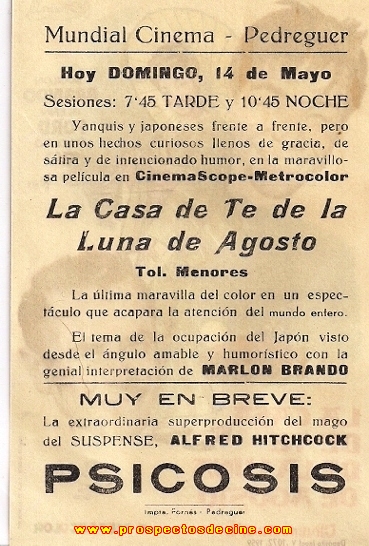 Mundial Cinema - Pedreguer
Hoy DOMINGO, 14 de Mayo
Sesiones: 7'45 TARDE y 10'45 NOCHE
Yanquis y japoneses frente a frente, pero
en unos hechos curiosos llenos de gracia, de
sátira y de intencionado humor, en la maravillo-
sa película en CinemaScope-Metrocolor
La Casa de Te de la
Luna de Agosto
Tol. Menores
La última maravilla del color en un espec-
táculo que acapara la atención del mundo entero.
El tema de la ocupación del Japón visto
desde el ángulo amable y humorístico con la
genial interpretación de MARLON BRANDO
MUY EN BREVE:
La extraordinaria superproducción del mago
del SUSPENSE, ALFRED HITCHCOCK
PSICOSIS
Impta. Fornés - Pedreguer
www.prospectosdecine.com